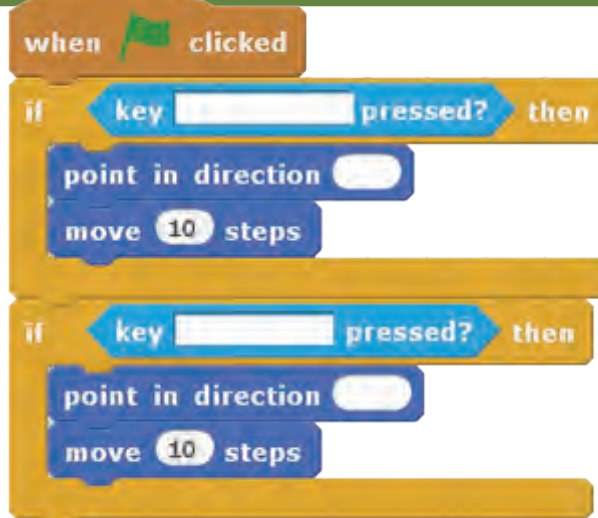 when clicked
if key pressed? then
point in direction
move 10 steps
if key pressed? then
point in direction
move 10 steps